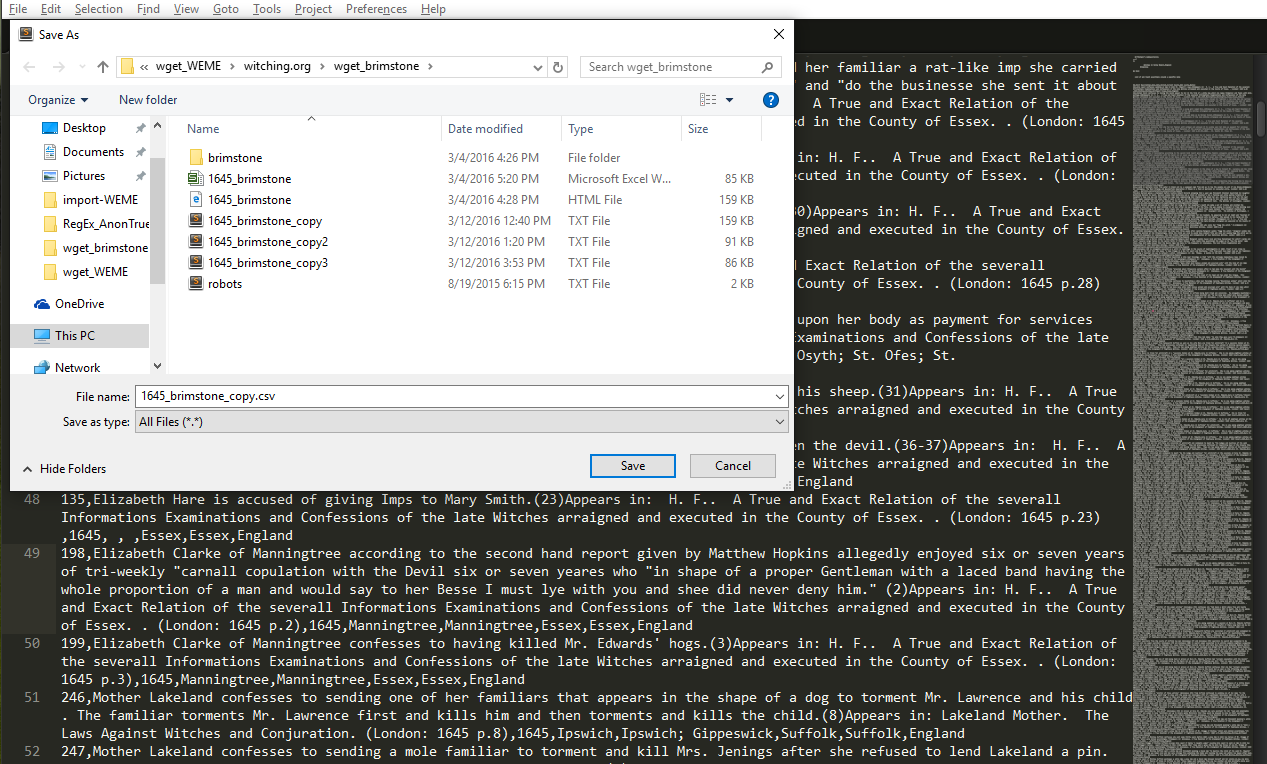 File Edit Selection Find View Goto Tools Project Preferences Help
Save As
« wget_WEME > witching.org > wget_brimstone >
Search wget_brimstone
Organize
New folder
Desktop
Documents
Pictures
import-WEME
RegEx_AnonTrue
wget_brimstone
wget_WEME
OneDrive
This PC
Network
Name Date modified Type Size
brimstone 3/4/2016 4:26 PM File folder
1645_brimstone 3/4/2016 5:20 PM Microsoft Excel W... 85 KB
1645_brimstone 3/4/2016 4:28 PM HTML File 159 KB
1645_brimstone_copy 3/12/2016 12:40 PM TXT File 159 KB
1645_brimstone_copy2 3/12/2016 1:20 PM TXT File 91 KB
1645_brimstone_copy3 3/12/2016 3:53 PM TXT File 86 KB
robots 8/19/2015 6:15 PM TXT File 2 KB
File name: 1645_brimstone_copy.csv
Save as type: All Files (*.*)
Hide Folders
Save
Cancel
her familiar a rat-like imp she carried
and "do the businesse she sent it about
A True and Exact Relation of the
in the County of Essex. . (London: 1645
in: H. F.. A True and Exact Relation of
in the County of Essex. . (London:
)Appears in: H. F.. A True and Exact
and executed in the County of Essex.
Exact Relation of the severall
County of Essex. . (London: 1645 p.28)
upon her body as payment for services
Examinations and Confessions of the late
Osyth; St. Ofes; St.
his sheep.(31)Appears in: H. F.. A True
arraigned and executed in the County
the devil.(36-37)Appears in: H. F.. A
Witches arraigned and executed in the
England
48 135,Elizabeth Hare is accused of giving Imps to Mary Smith.(23)Appears in: H. F.. A True and Exact Relation of the severall
Informations Examinations and Confessions of the late Witches arraigned and executed in the County of Essex. . (London: 1645 p.23)
,1645, , ,Essex,Essex,England
49 198,Elizabeth Clarke of Manningtree according to the second hand report given by Matthew Hopkins allegedly enjoyed six or seven years
of tri-weekly "carnall copulation with the Devil six or seven yeares who "in shape of a proper Gentleman with a laced band having the
whole proportion of a man and would say to her Besse I must lye with you and shee did never deny him." (2)Appears in: H. F.. A True
and Exact Relation of the severall Informations Examinations and Confessions of the late Witches arraigned and executed in the County
of Essex. . (London: 1645 p.2),1645,Manningtree,Manningtree,Essex,Essex,England
50 199,Elizabeth Clarke of Manningtree confesses to having killed Mr. Edwards' hogs.(3)Appears in: H. F.. A True and Exact Relation of
the severall Informations Examinations and Confessions of the late Witches arraigned and executed in the County of Essex. . (London:
1645 p.3),1645,Manningtree,Manningtree,Essex,Essex,England
51 246,Mother Lakeland confesses to sending one of her familiars that appears in the shape of a dog to torment Mr. Lawrence and his child
. The familiar torments Mr. Lawrence first and kills him and then torments and kills the child.(8)Appears in: Lakeland Mother. The
Laws Against Witches and Conjuration. (London: 1645 p.8),1645,Ipswich,Ipswich; Gippeswick,Suffolk,Suffolk,England
52 247,Mother Lakeland confesses to sending a mole familiar to torment and kill Mrs. Jenings after she refused to lend Lakeland a pin.